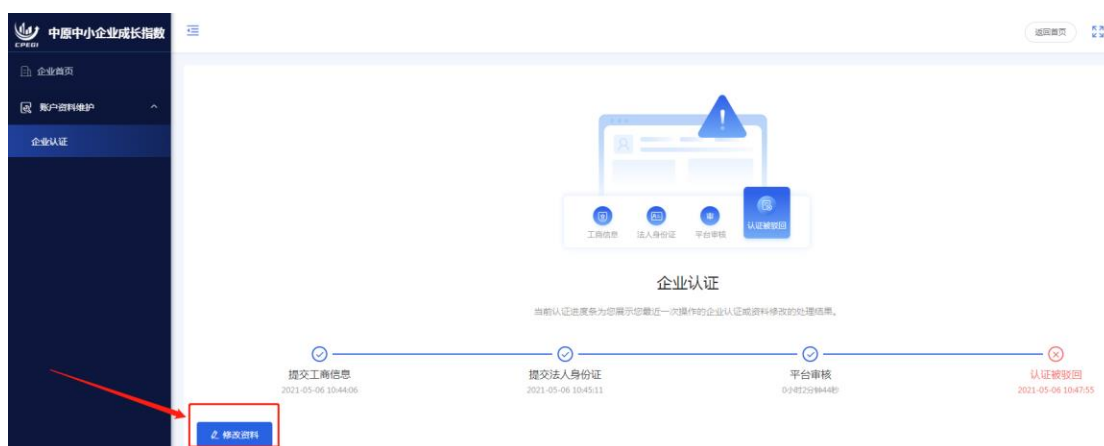 中原中小企业成长指数
CPEGI
返回首页
企业首页
账户资料维护
企业认证
工商信息
法人身份证
平台审核
认证被驳回
企业认证
当前认证进度条为您展示您最近一次操作的企业认证或资料修改的处理结果。
提交工商信息
提交法人身份证
平台审核
认证被驳回
2021-05-06 10:44:06
2021-05-06 10:45:11
0小时2分钟44秒
2021-05-06 10:47:55
修改资料